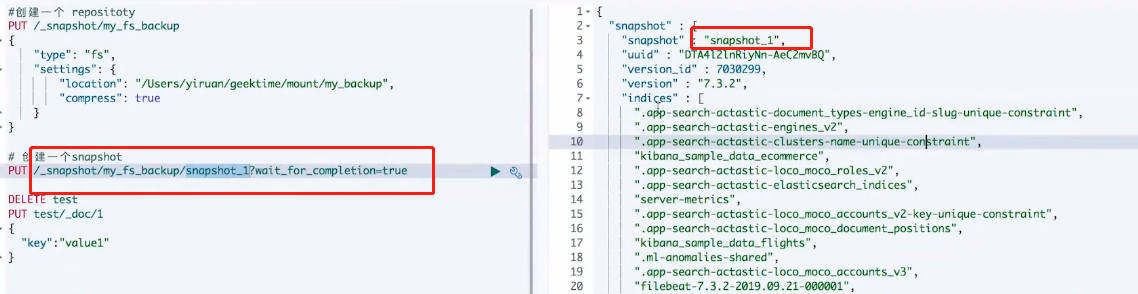 #创建一个 repositoty
PUT /_snapshot/my_fs_backup
{
"type": "fs",
"settings": {
"location": "/Users/yiruan/geektime/mount/my_backup",
"compress": true
}
}
# 创建一个snapshot
PUT /_snapshot/my_fs_backup/snapshot_1?wait_for_completion=true
DELETE test
PUT test/_doc/1
{
"key":"value1"
}
1 {
2 "snapshot" : {
3 "snapshot" : "snapshot_1",
4 "uuid" : "DTA4l2lnRiyNn-AeC2mvBQ",
5 "version_id" : 7030299,
6 "version" : "7.3.2",
7 "indices" : [
8 ".app-search-actastic-document_types-engine_id-slug-unique-constraint",
9 ".app-search-actastic-engines_v2",
10 ".app-search-actastic-clusters-name-unique-constraint",
11 "kibana_sample_data_ecommerce",
12 ".app-search-actastic-loco_moco_roles_v2",
13 ".app-search-actastic-elasticsearch_indices",
14 "server-metrics",
15 ".app-search-actastic-loco_moco_accounts_v2-key-unique-constraint",
16 ".app-search-actastic-loco_moco_document_positions",
17 "kibana_sample_data_flights",
18 ".ml-anomalies-shared",
19 ".app-search-actastic-loco_moco_accounts_v3",
20 "filebeat-7.3.2-2019.09.21-000001",